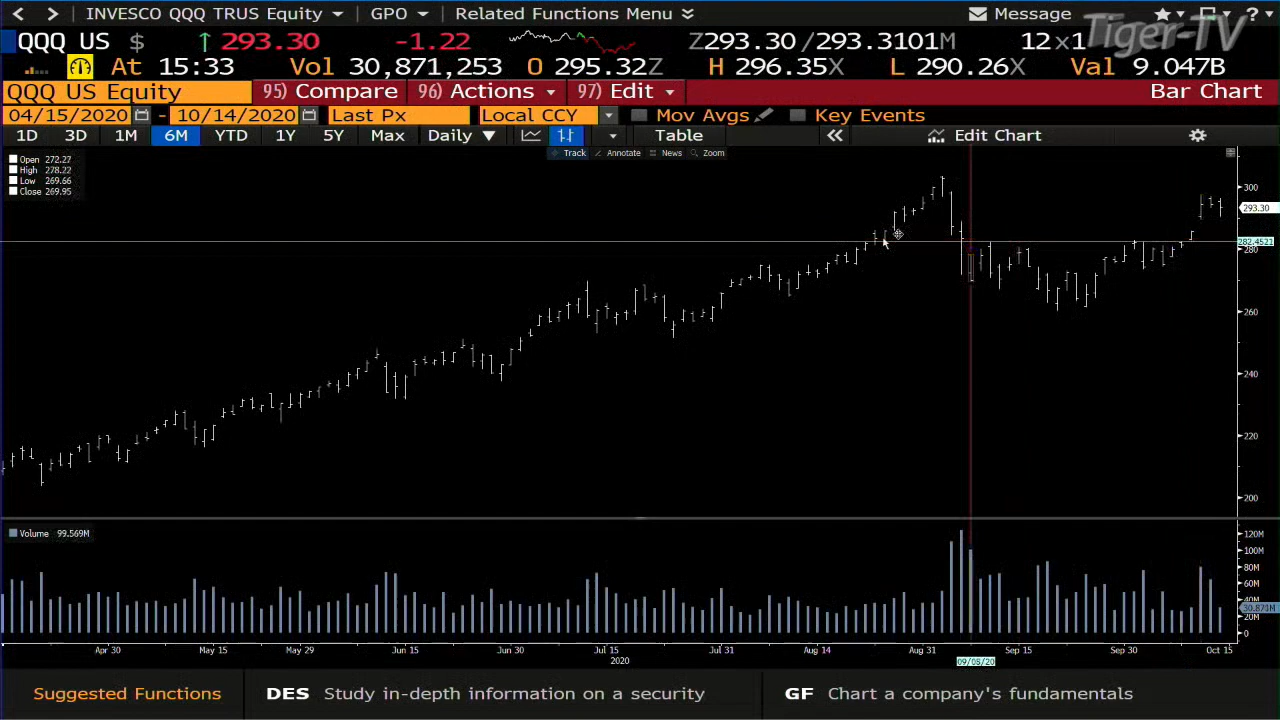 < > INVESCO QQQ TRUS Equity GPO Related Functions Menu Message ?
Tiger-TV
QQQ US $ ↑ 293.30 -1.22 Z293.30/293.3101M 12x1
At 15:33 Vol 30,871,253 O 295.32Z H 296.35X L 290.26X Val 9.047B
QQQ US Equity 95) Compare 96) Actions 97) Edit Bar Chart
04/15/2020 - 10/14/2020 Last Px Local CCY Mov Avgs Key Events
1D 3D 1M 6M YTD 1Y 5Y Max Daily ▼ Table « Edit Chart
Track Annotate News Zoom
Open 272.27
High 278.22
Low 269.66
Close 269.95
300
293.30
282.4521
280
260
240
220
200
Volume 99.569M
120M
100M
80M
60M
40M
30.871M
20M
0
Apr 30 May 15 May 29 Jun 15 Jun 30 Jul 15 Jul 31 Aug 14 Aug 31 Sep 15 Sep 30 Oct 15
2020 09/08/20
Suggested Functions DES Study in-depth information on a security GF Chart a company's fundamentals